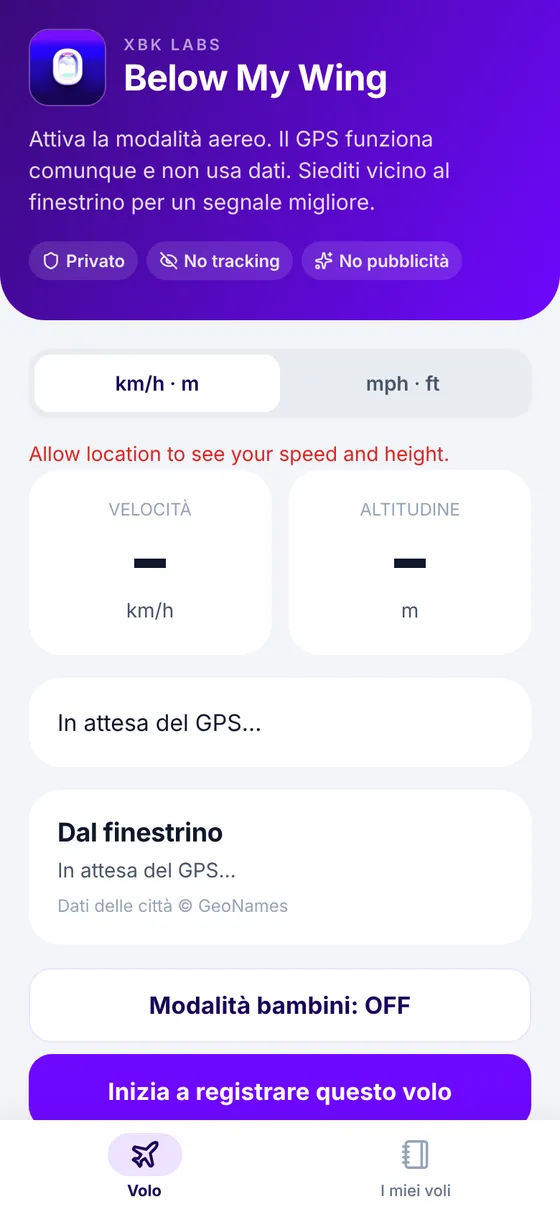 XBK LABS
Below My Wing
Attiva la modalità aereo. Il GPS funziona
comunque e non usa dati. Siediti vicino al
finestrino per un segnale migliore.
Privato
No tracking
No pubblicità
km/h · m
mph · ft
Allow location to see your speed and height.
VELOCITÀ
ALTITUDINE
–
–
km/h
m
In attesa del GPS...
Dal finestrino
In attesa del GPS...
Dati delle città © GeoNames
Modalità bambini: OFF
Inizia a registrare questo volo
Volo
I miei voli